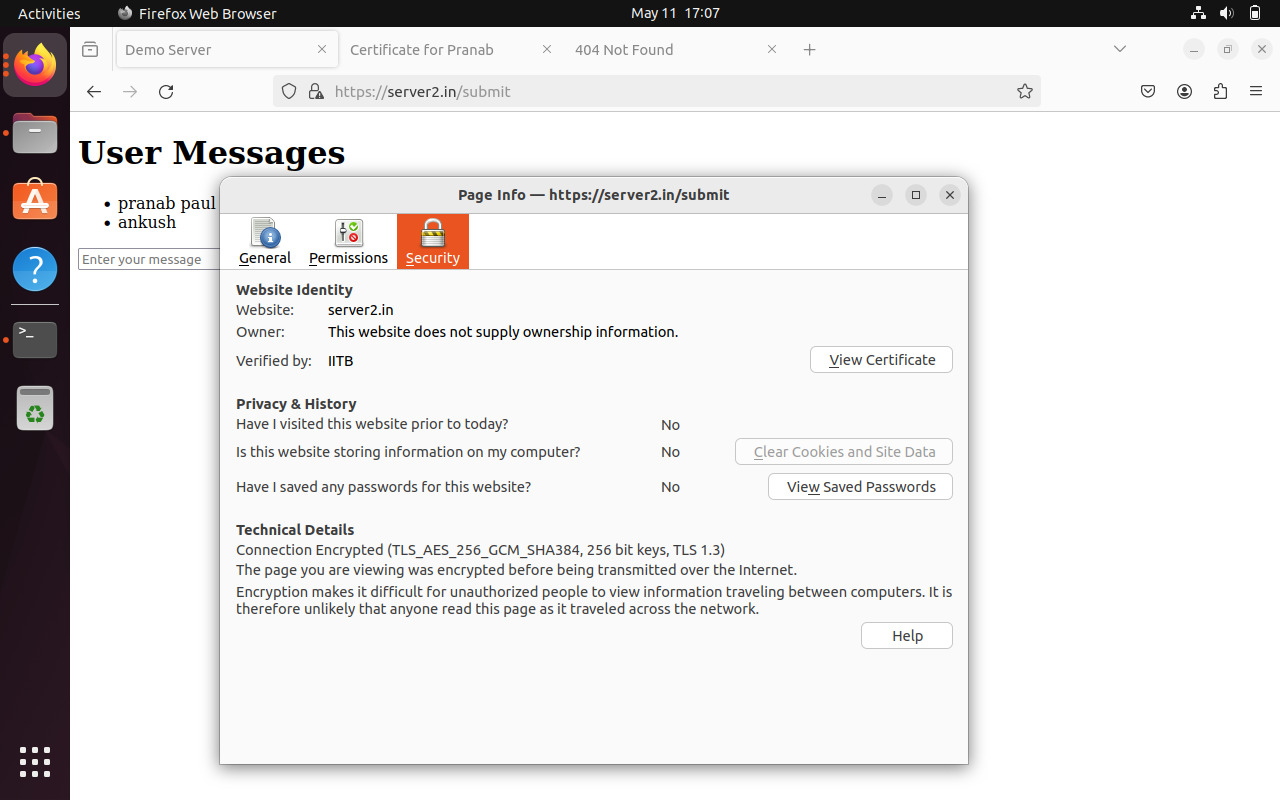 Activities Firefox Web Browser May 11 17:07
Demo Server Certificate for Pranab 404 Not Found
https://server2.in/submit
User Messages
• pranab paul
• ankush
Enter your message
Page Info — https://server2.in/submit
General Permissions Security
Website Identity
Website: server2.in
Owner: This website does not supply ownership information.
Verified by: IITB View Certificate
Privacy & History
Have I visited this website prior to today? No
Is this website storing information on my computer? No Clear Cookies and Site Data
Have I saved any passwords for this website? No View Saved Passwords
Technical Details
Connection Encrypted (TLS_AES_256_GCM_SHA384, 256 bit keys, TLS 1.3)
The page you are viewing was encrypted before being transmitted over the Internet.
Encryption makes it difficult for unauthorized people to view information traveling between computers. It is
therefore unlikely that anyone read this page as it traveled across the network.
Help